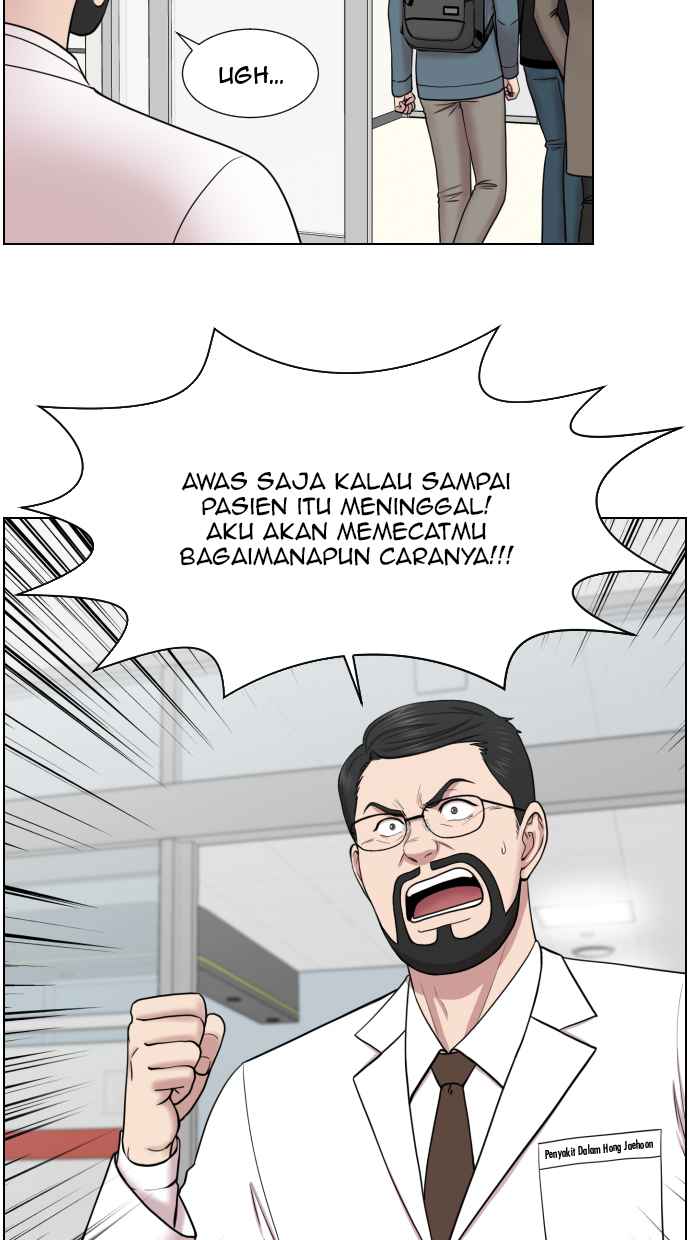 UGH...
AWAS SAJA KALAU SAMPAI
PASIEN ITU MENINGGAL!
AKU AKAN MEMECATMU
BAGAIMANAPUN CARANYA!!!
Penyakit Dalam Hong Jaehoon